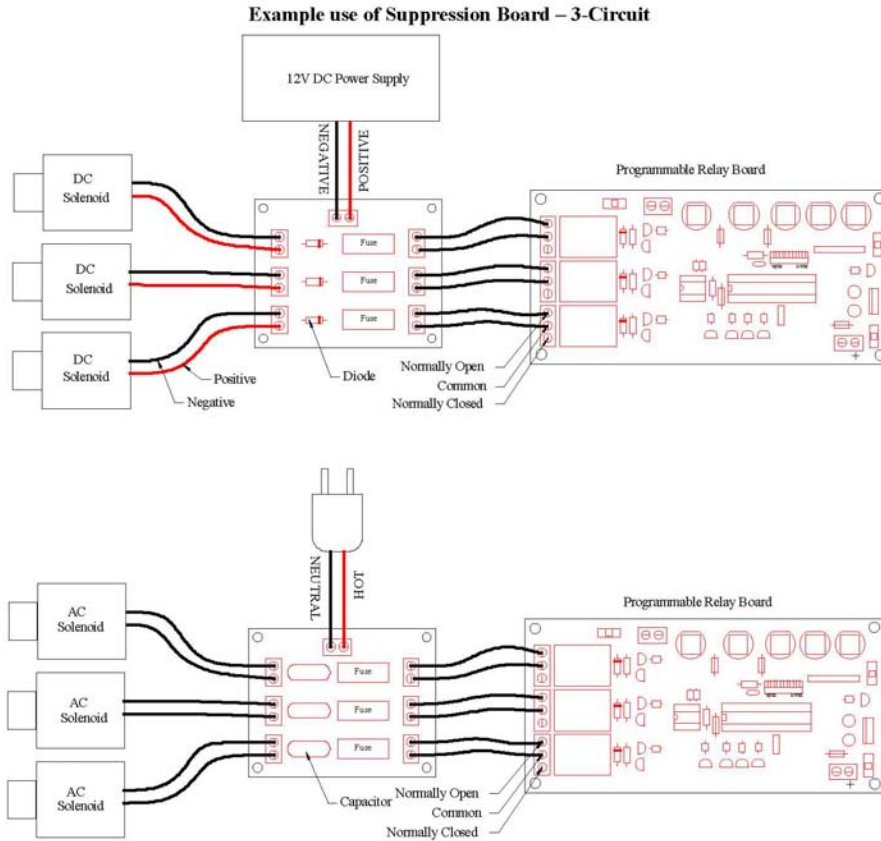 Example use of Suppression Board – 3-Circuit
12V DC Power Supply
NEGATIVE
POSITIVE
DC
Solenoid
DC
Solenoid
DC
Solenoid
Programmable Relay Board
Fuse
Fuse
Fuse
Positive
Negative
Diode
Normally Open
Common
Normally Closed
+
NEUTRAL
HOT
AC
Solenoid
AC
Solenoid
AC
Solenoid
Programmable Relay Board
Fuse
Fuse
Fuse
Capacitor
Normally Open
Common
Normally Closed
+